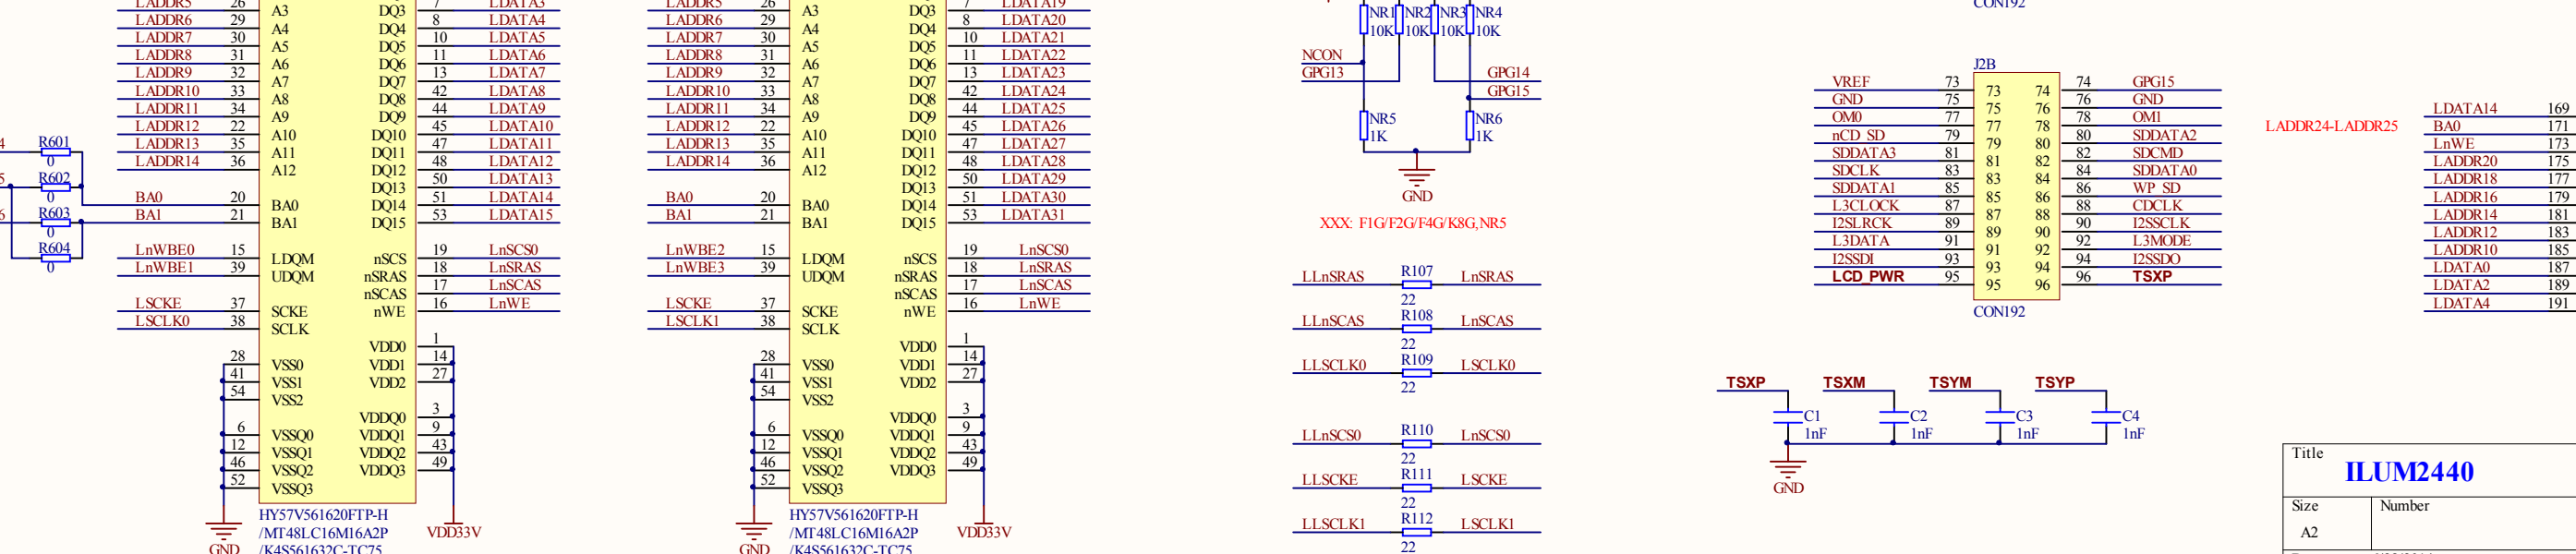 LADDR5 26 A3 DQ3 7 LDATA3
LADDR6 29 A4 DQ4 8 LDATA4
LADDR7 30 A5 DQ5 10 LDATA5
LADDR8 31 A6 DQ6 11 LDATA6
LADDR9 32 A7 DQ7 13 LDATA7
LADDR10 33 A8 DQ8 42 LDATA8
LADDR11 34 A9 DQ9 44 LDATA9
LADDR12 22 A10 DQ10 45 LDATA10
LADDR13 35 A11 DQ11 47 LDATA11
LADDR14 36 A12 DQ12 48 LDATA12
DQ13 50 LDATA13
BA0 20 BA0 DQ14 51 LDATA14
BA1 21 BA1 DQ15 53 LDATA15
LnWBE0 15 LDQM nSCS 19 LnSCS0
LnWBE1 39 UDQM nSRAS 18 LnSRAS
nSCAS 17 LnSCAS
LSCKE 37 SCKE nWE 16 LnWE
LSCLK0 38 SCLK
VDD0 1
28 VSS0 VDD1 14
41 VSS1 VDD2 27
54 VSS2
VDDQ0 3
6 VSSQ0 VDDQ1 9
12 VSSQ1 VDDQ2 43
46 VSSQ2 VDDQ3 49
52 VSSQ3
HY57V561620FTP-H
/MT48LC16M16A2P
/K4S561632C-TC75
GND
VDD33V
R601
0
R602
0
R603
0
R604
0
LADDR5 26 A3 DQ3 7 LDATA19
LADDR6 29 A4 DQ4 8 LDATA20
LADDR7 30 A5 DQ5 10 LDATA21
LADDR8 31 A6 DQ6 11 LDATA22
LADDR9 32 A7 DQ7 13 LDATA23
LADDR10 33 A8 DQ8 42 LDATA24
LADDR11 34 A9 DQ9 44 LDATA25
LADDR12 22 A10 DQ10 45 LDATA26
LADDR13 35 A11 DQ11 47 LDATA27
LADDR14 36 A12 DQ12 48 LDATA28
DQ13 50 LDATA29
BA0 20 BA0 DQ14 51 LDATA30
BA1 21 BA1 DQ15 53 LDATA31
LnWBE2 15 LDQM nSCS 19 LnSCS0
LnWBE3 39 UDQM nSRAS 18 LnSRAS
nSCAS 17 LnSCAS
LSCKE 37 SCKE nWE 16 LnWE
LSCLK1 38 SCLK
VDD0 1
28 VSS0 VDD1 14
41 VSS1 VDD2 27
54 VSS2
VDDQ0 3
6 VSSQ0 VDDQ1 9
12 VSSQ1 VDDQ2 43
46 VSSQ2 VDDQ3 49
52 VSSQ3
HY57V561620FTP-H
/MT48LC16M16A2P
/K4S561632C-TC75
GND
VDD33V
NR1 NR2 NR3 NR4
10K 10K 10K 10K
NCON
GPG13 GPG14
GPG15
NR5 NR6
1K 1K
GND
XXX: F1G/F2G/F4G/K8G,NR5
LLnSRAS R107 LnSRAS
22
LLnSCAS R108 LnSCAS
22
LLSCLK0 R109 LSCLK0
22
LLnSCS0 R110 LnSCS0
22
LLSCKE R111 LSCKE
22
LLSCLK1 R112 LSCLK1
22
CON192
J2B
VREF 73 73 74 74 GPG15
GND 75 75 76 76 GND
OM0 77 77 78 78 OM1
nCD SD 79 79 80 80 SDDATA2
SDDATA3 81 81 82 82 SDCMD
SDCLK 83 83 84 84 SDDATA0
SDDATA1 85 85 86 86 WP SD
L3CLOCK 87 87 88 88 CDCLK
I2SLRCK 89 89 90 90 I2SSCLK
L3DATA 91 91 92 92 L3MODE
I2SSDI 93 93 94 94 I2SSDO
LCD_PWR 95 95 96 96 TSXP
CON192
TSXP TSXM TSYM TSYP
C1 C2 C3 C4
1nF 1nF 1nF 1nF
GND
LADDR24-LADDR25
LDATA14 169
BA0 171
LnWE 173
LADDR20 175
LADDR18 177
LADDR16 179
LADDR14 181
LADDR12 183
LADDR10 185
LDATA0 187
LDATA2 189
LDATA4 191
Title
ILUM2440
Size Number
A2